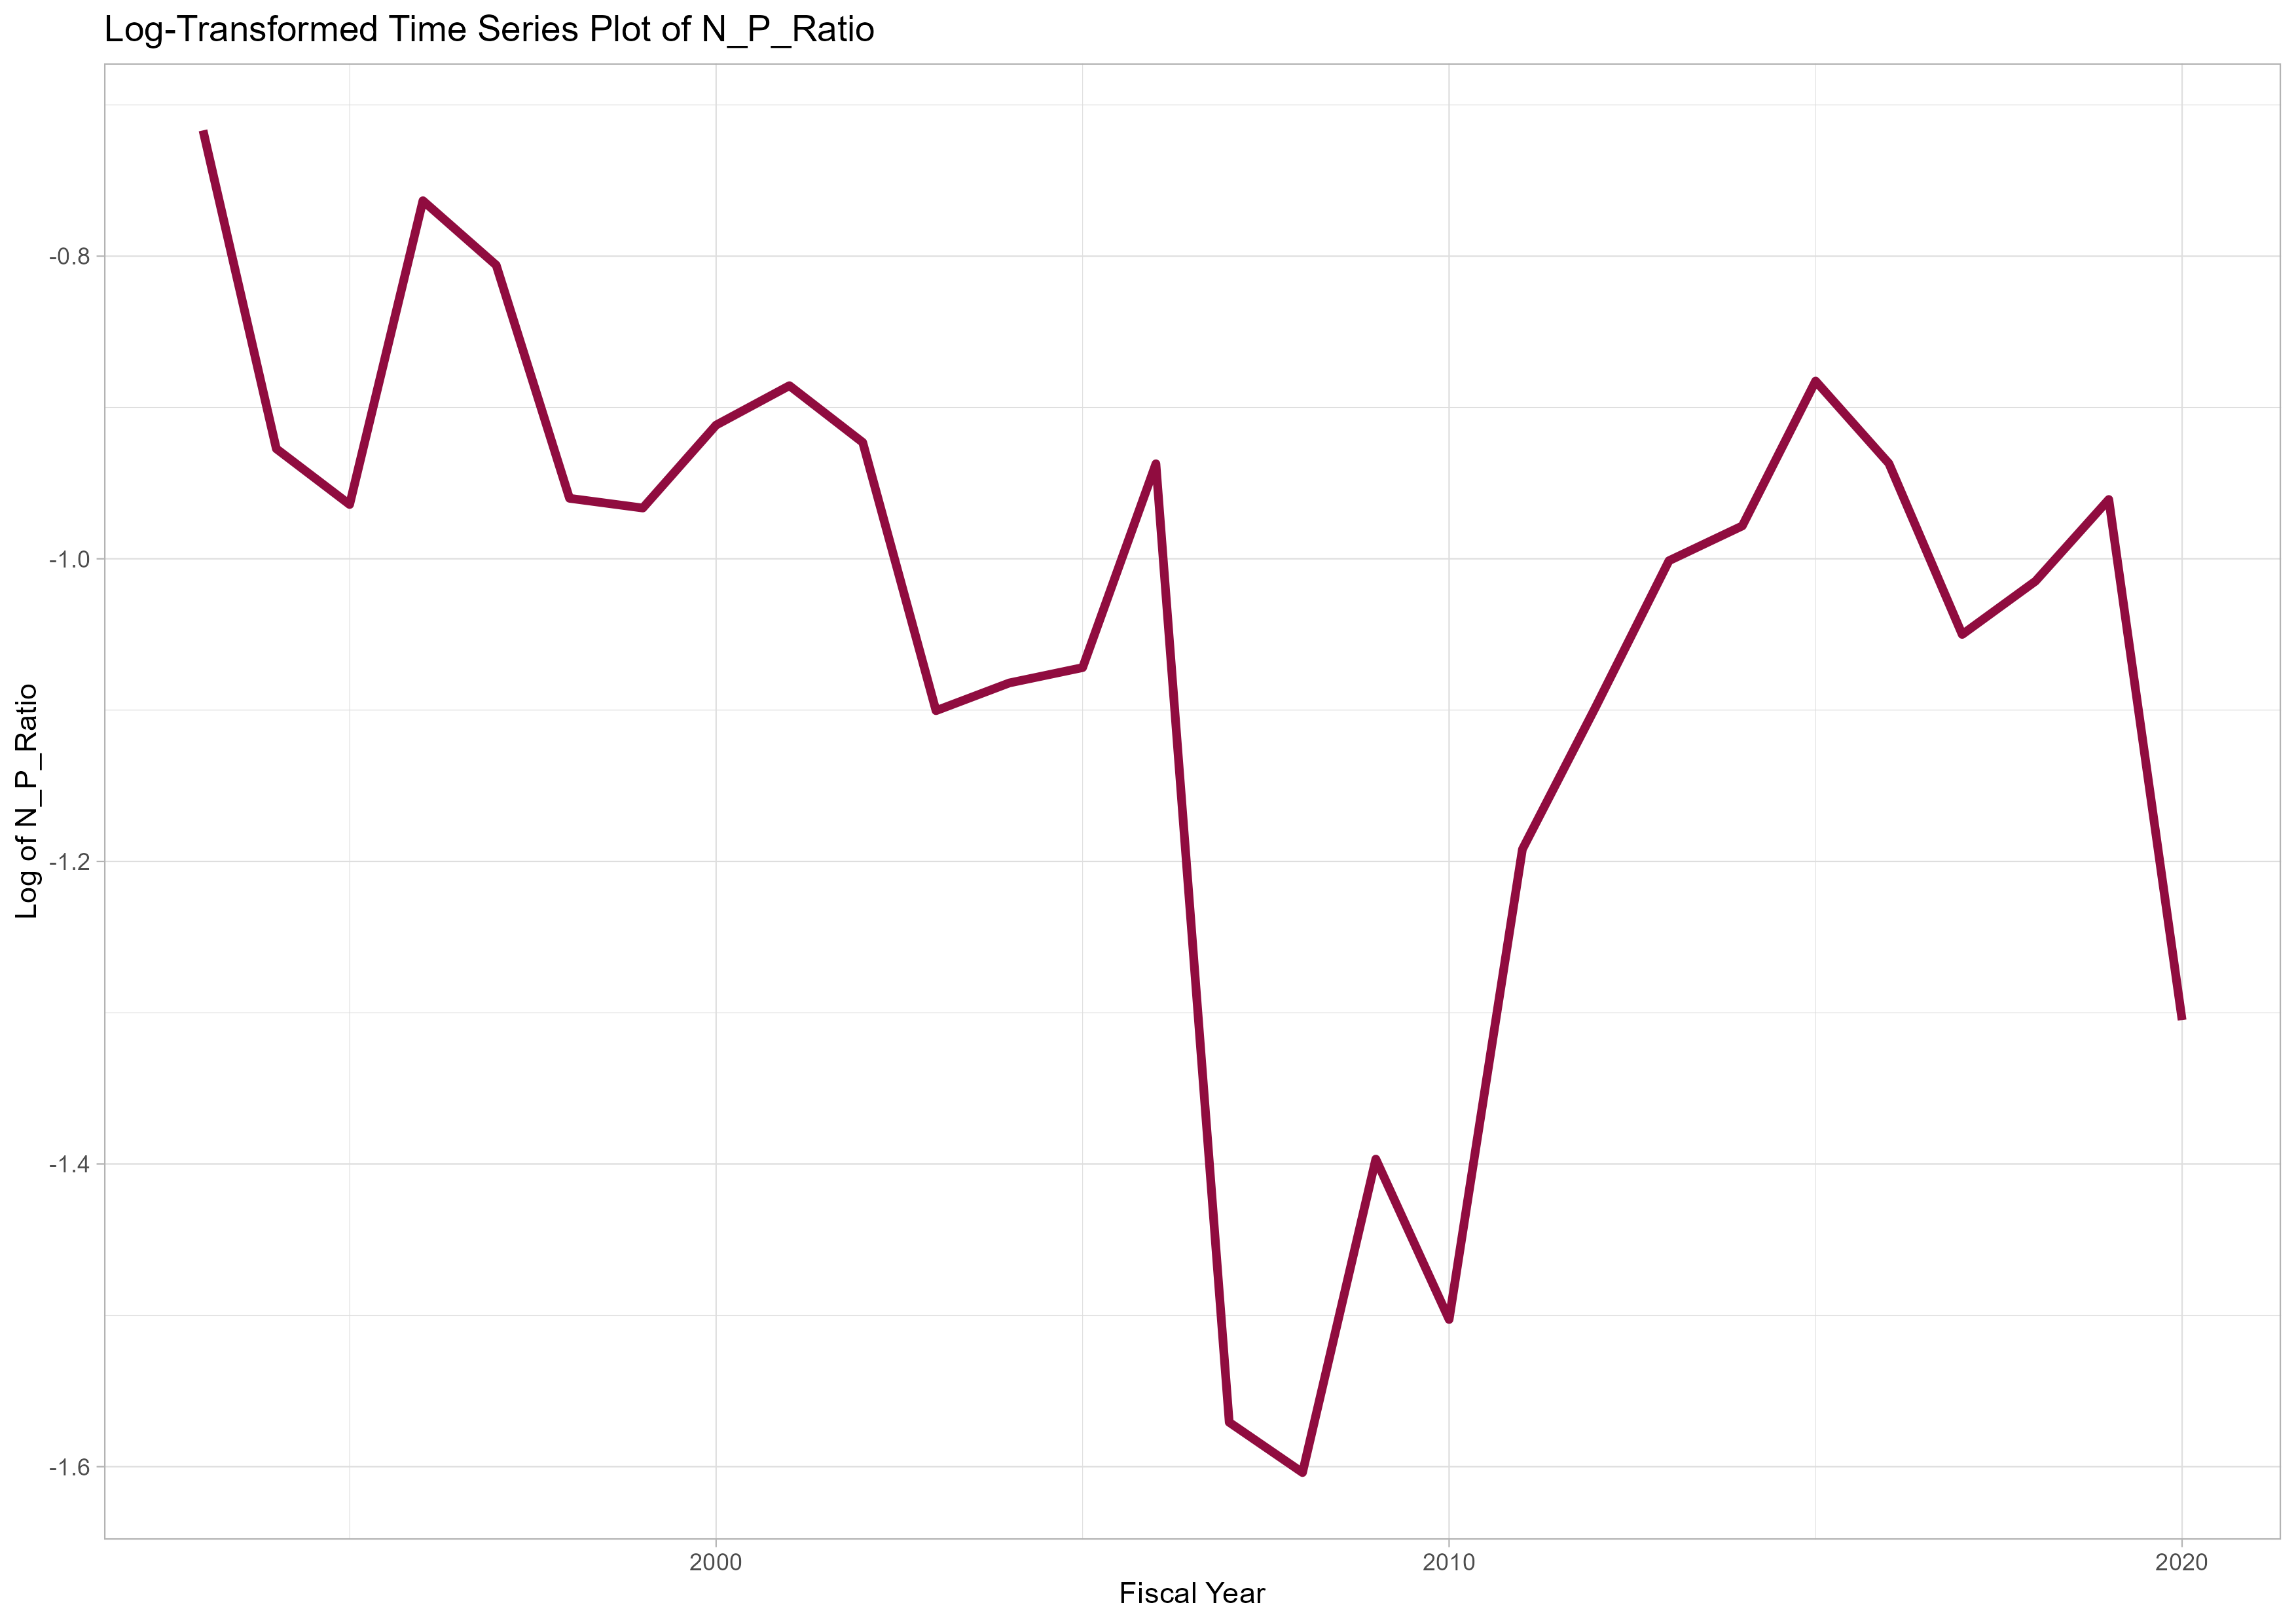 Log-Transformed Time Series Plot of N_P_Ratio
Log of N_P_Ratio
-0.8
-1.0
-1.2
-1.4
-1.6
2000
2010
2020
Fiscal Year